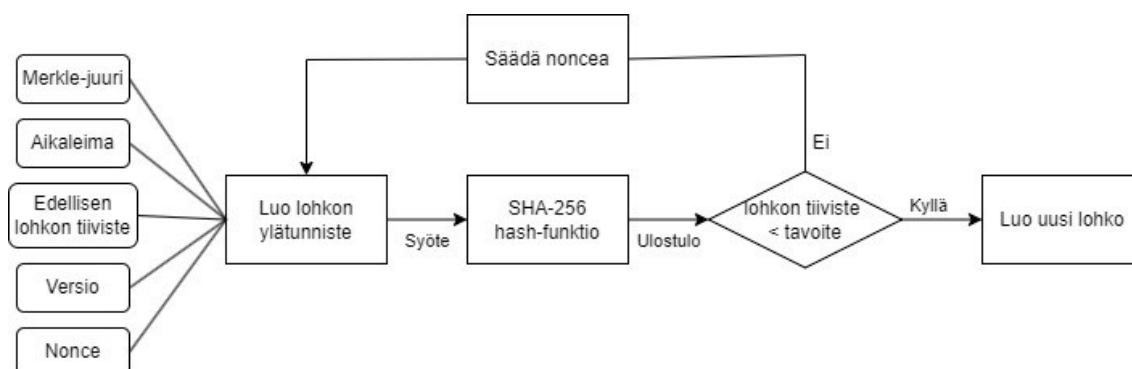 Merkle-juuri
Aikaleima
Edellisen
lohkon tiiviste
Versio
Nonce
Luo lohkon
ylätunniste
Syöte
SHA-256
hash-funktio
Ulostulo
lohkon tiiviste
< tavoite
Ei
Säädä noncea
Kyllä
Luo uusi lohko